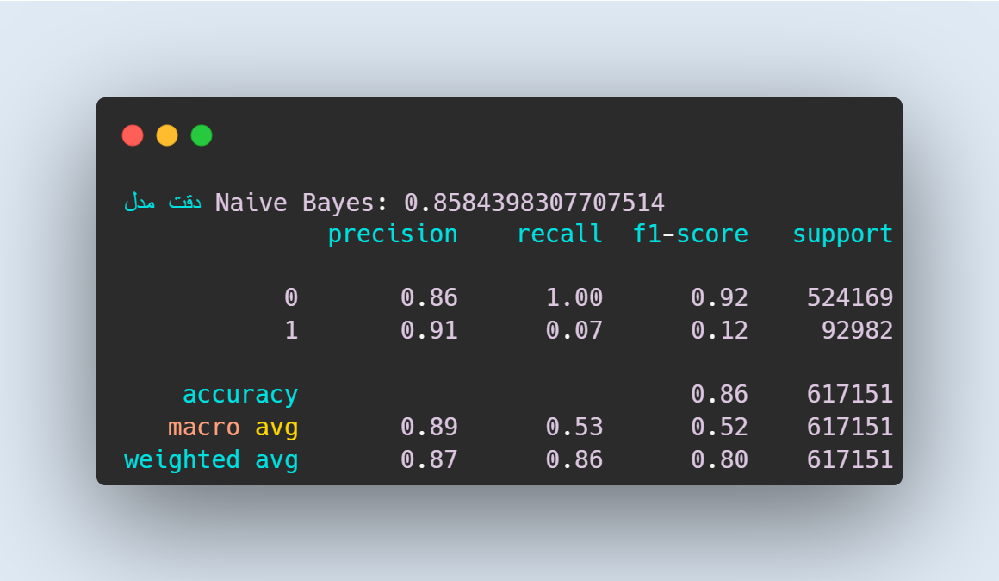 دقت مدل Naive Bayes: 0.8584398307707514
precision recall f1-score support
0 0.86 1.00 0.92 524169
1 0.91 0.07 0.12 92982
accuracy 0.86 617151
macro avg 0.89 0.53 0.52 617151
weighted avg 0.87 0.86 0.80 617151